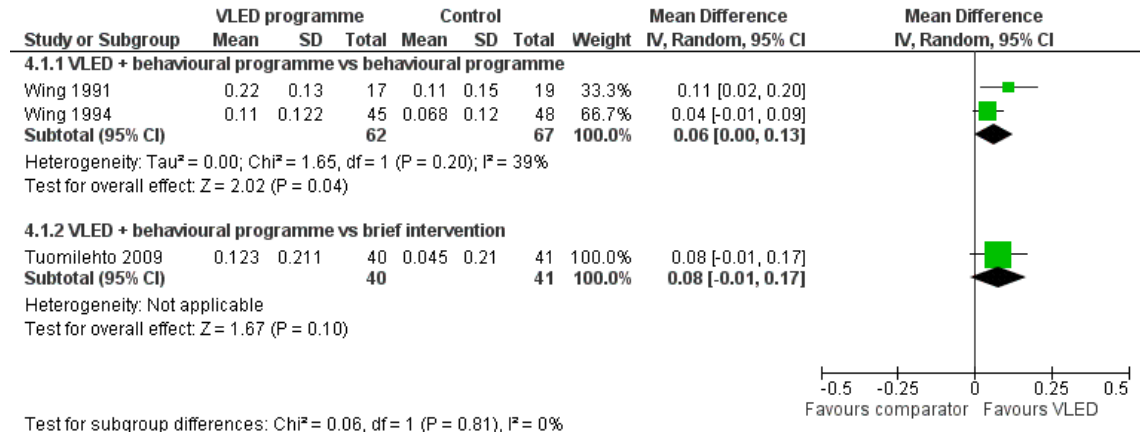 VLED programme Control Mean Difference Mean Difference
Study or Subgroup Mean SD Total Mean SD Total Weight IV, Random, 95% CI IV, Random, 95% CI
4.1.1 VLED + behavioural programme vs behavioural programme
Wing 1991 0.22 0.13 17 0.11 0.15 19 33.3% 0.11 [0.02, 0.20]
Wing 1994 0.11 0.122 45 0.068 0.12 48 66.7% 0.04 [-0.01, 0.09]
Subtotal (95% CI) 62 67 100.0% 0.06 [0.00, 0.13]
Heterogeneity: Tau² = 0.00; Chi² = 1.65, df = 1 (P = 0.20); I² = 39%
Test for overall effect: Z = 2.02 (P = 0.04)
4.1.2 VLED + behavioural programme vs brief intervention
Tuomilehto 2009 0.123 0.211 40 0.045 0.21 41 100.0% 0.08 [-0.01, 0.17]
Subtotal (95% CI) 40 41 100.0% 0.08 [-0.01, 0.17]
Heterogeneity: Not applicable
Test for overall effect: Z = 1.67 (P = 0.10)
-0.5 -0.25 0 0.25 0.5
Favours comparator Favours VLED
Test for subgroup differences: Chi² = 0.06, df = 1 (P = 0.81), I² = 0%